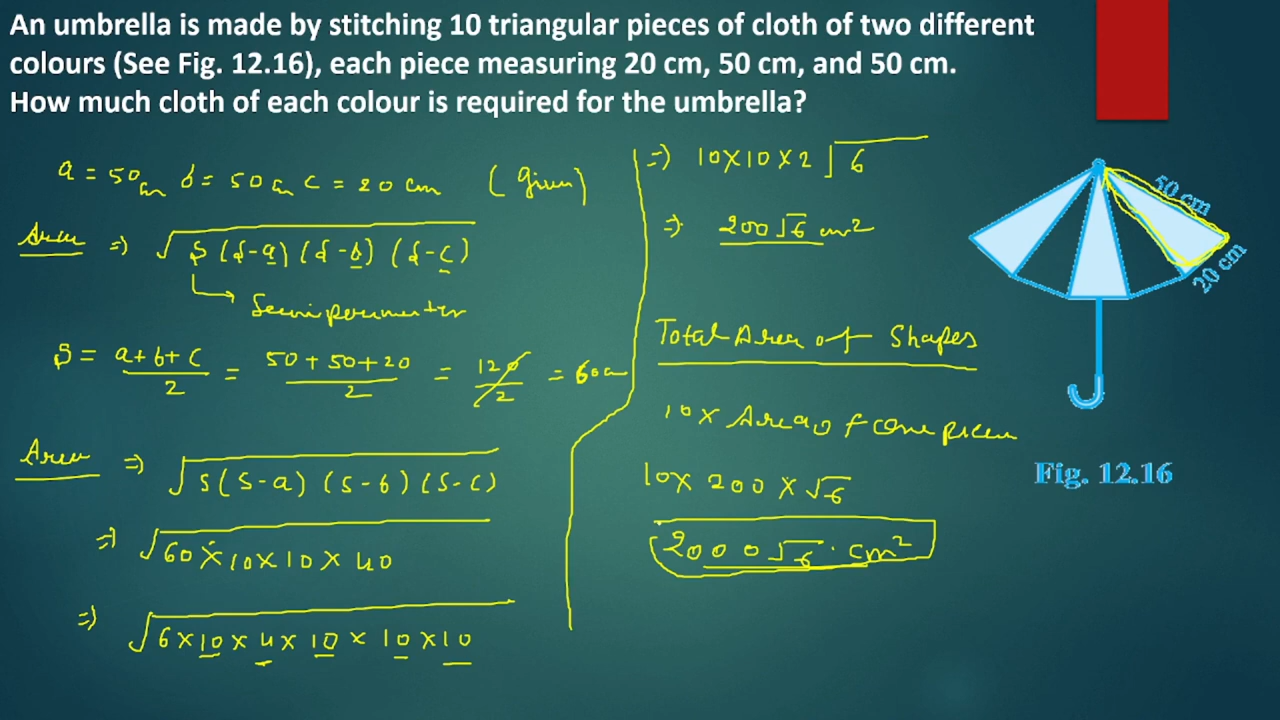 An umbrella is made by stitching 10 triangular pieces of cloth of two different
colours (See Fig. 12.16), each piece measuring 20 cm, 50 cm, and 50 cm.
How much cloth of each colour is required for the umbrella?
a = 50 cm b = 50 cm c = 20 cm (given)
Area => √S(S-a)(S-b)(S-c)
Semiperimeter
S = a+b+c/2 = 50+50+20/2 = 120/2 = 60cm
Area => √S(S-a)(S-b)(S-c)
=> √60×10×10×40
=> √6×10×4×10×10×10
=> 10×10×2√6
=> 200√6 cm²
Total Area of Shapes
10× Area of one piece
10× 200 ×√6
2000√6 . cm²
50 cm
20 cm
Fig. 12.16